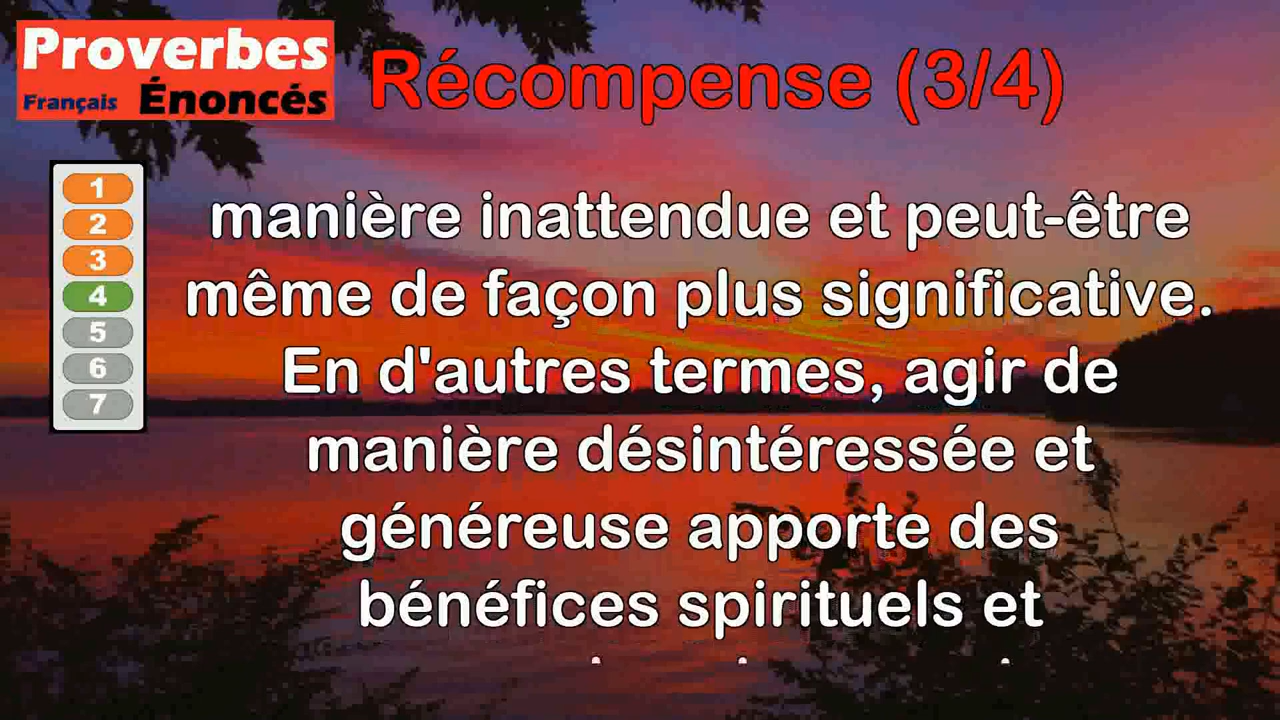 Proverbes
Français Énoncés
Récompense (3/4)
1
2
3
4
5
6
7
manière inattendue et peut-être
même de façon plus significative.
En d'autres termes, agir de
manière désintéressée et
généreuse apporte des
bénéfices spirituels et